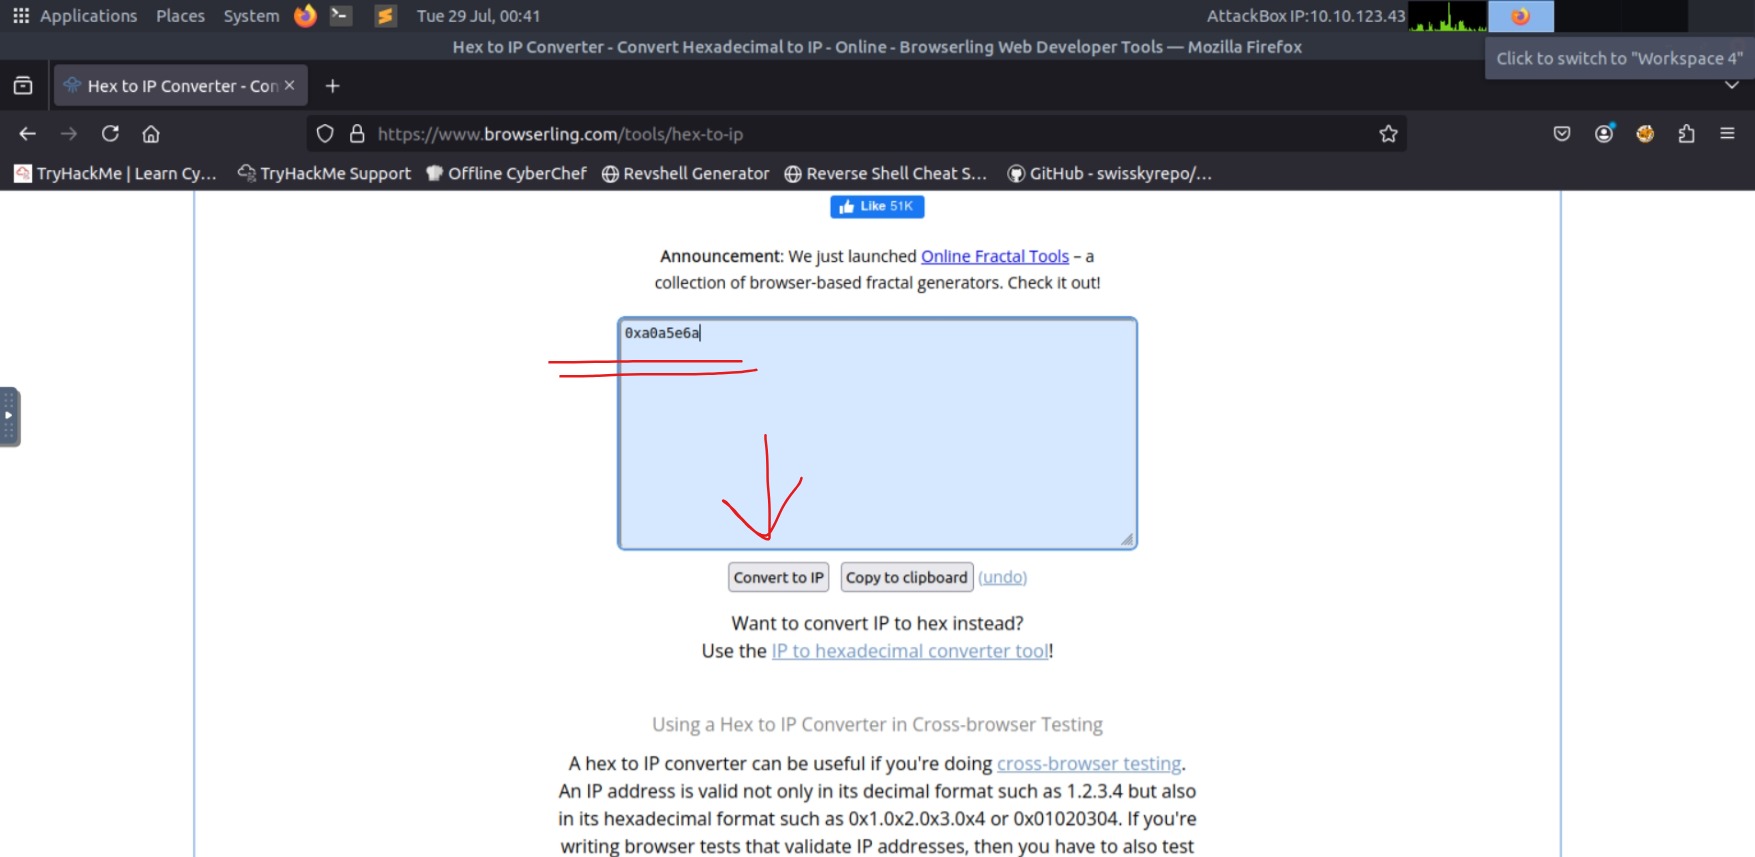 Applications Places System Tue 29 Jul, 00:41 AttackBox IP:10.10.123.43
Hex to IP Converter - Convert Hexadecimal to IP - Online - Browserling Web Developer Tools — Mozilla Firefox
Click to switch to "Workspace 4"
Hex to IP Converter - Con
https://www.browserling.com/tools/hex-to-ip
TryHackMe | Learn Cy... TryHackMe Support Offline CyberChef Revshell Generator Reverse Shell Cheat S... GitHub - swisskyrepo/...
Like 51K
Announcement: We just launched Online Fractal Tools – a
collection of browser-based fractal generators. Check it out!
0xa0a5e6a
Convert to IP Copy to clipboard (undo)
Want to convert IP to hex instead?
Use the IP to hexadecimal converter tool!
Using a Hex to IP Converter in Cross-browser Testing
A hex to IP converter can be useful if you're doing cross-browser testing.
An IP address is valid not only in its decimal format such as 1.2.3.4 but also
in its hexadecimal format such as 0x1.0x2.0x3.0x4 or 0x01020304. If you're
writing browser tests that validate IP addresses, then you have to also test